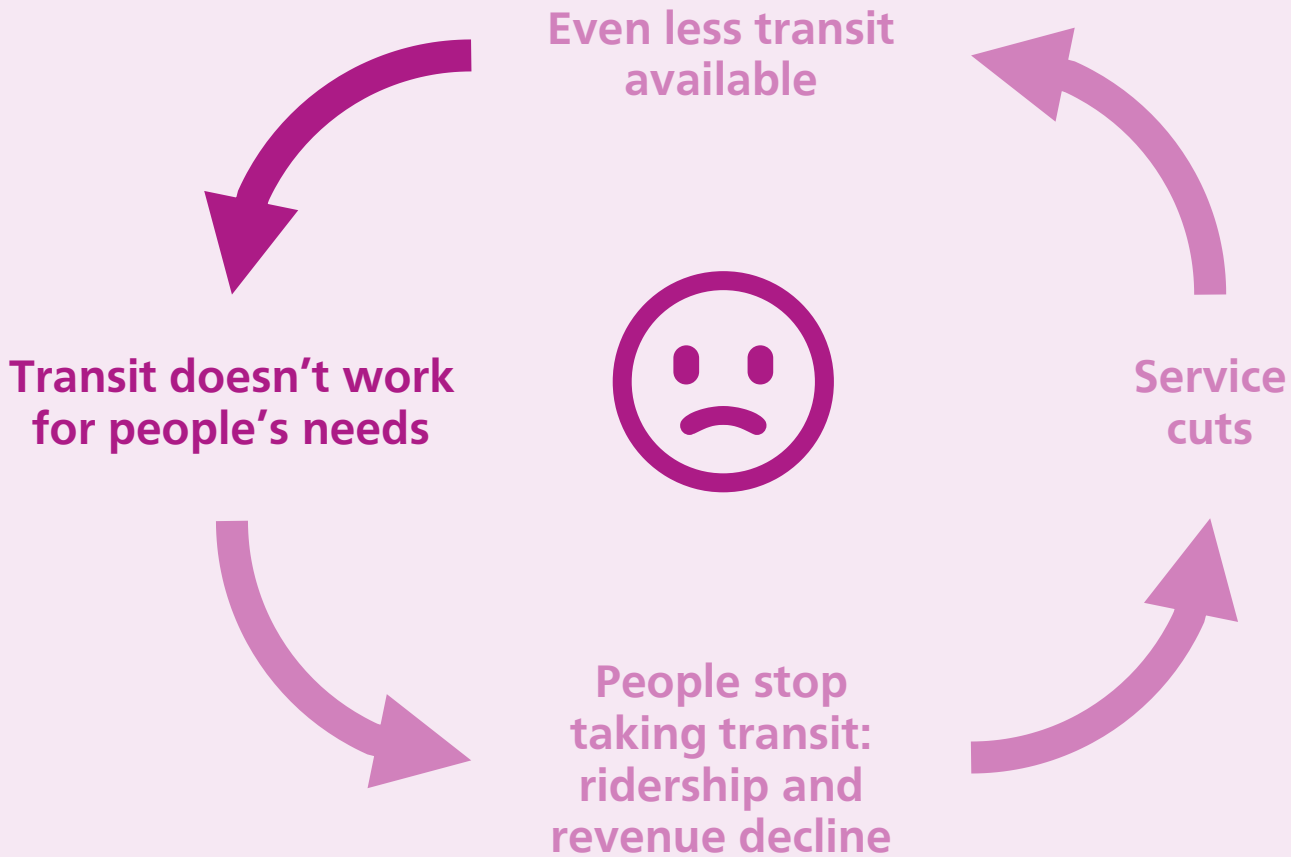 Even less transit
available
Transit doesn’t work
for people’s needs
Service
cuts
People stop
taking transit:
ridership and
revenue decline